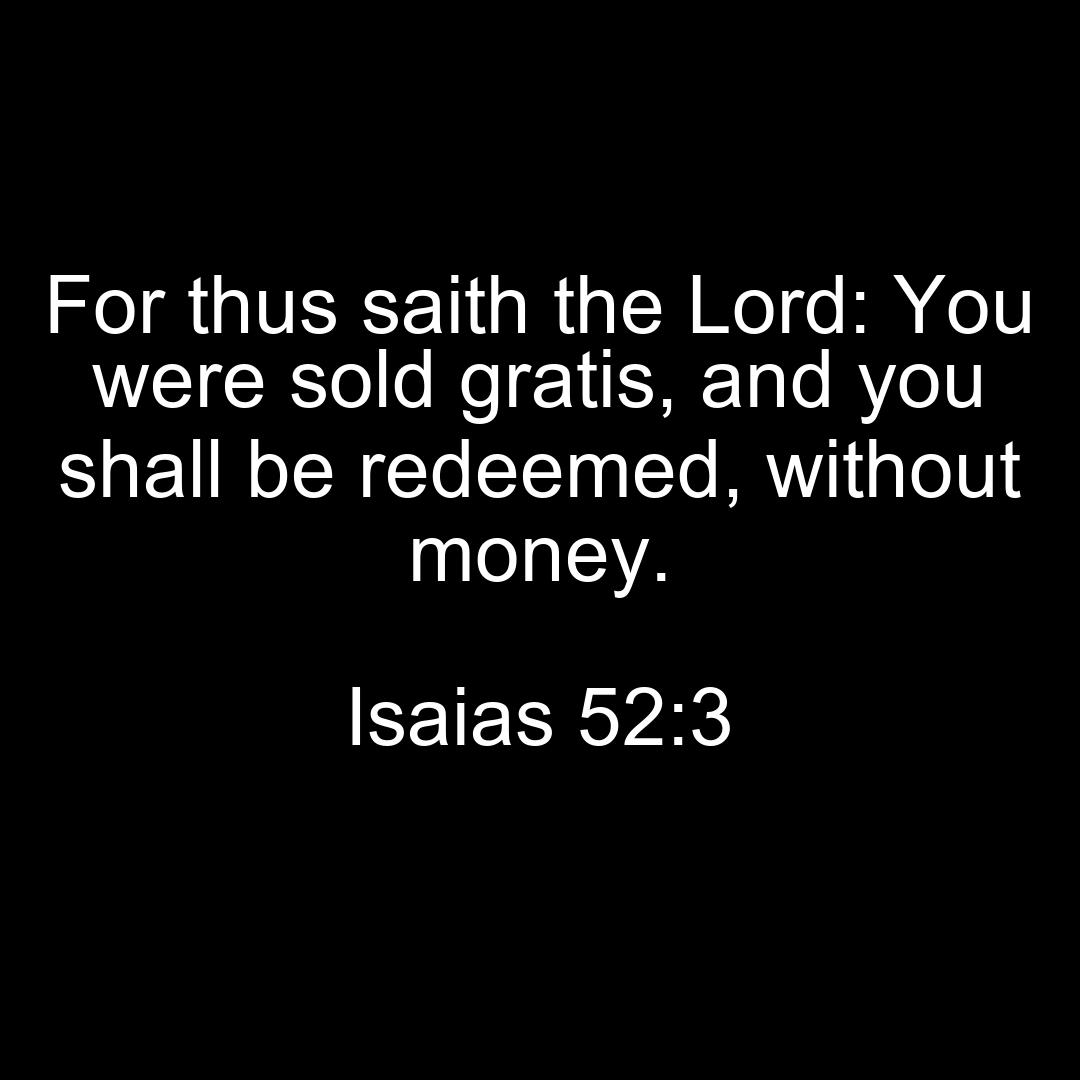 For thus saith the Lord: You
were sold gratis, and you
shall be redeemed, without
money.
Isaias 52:3